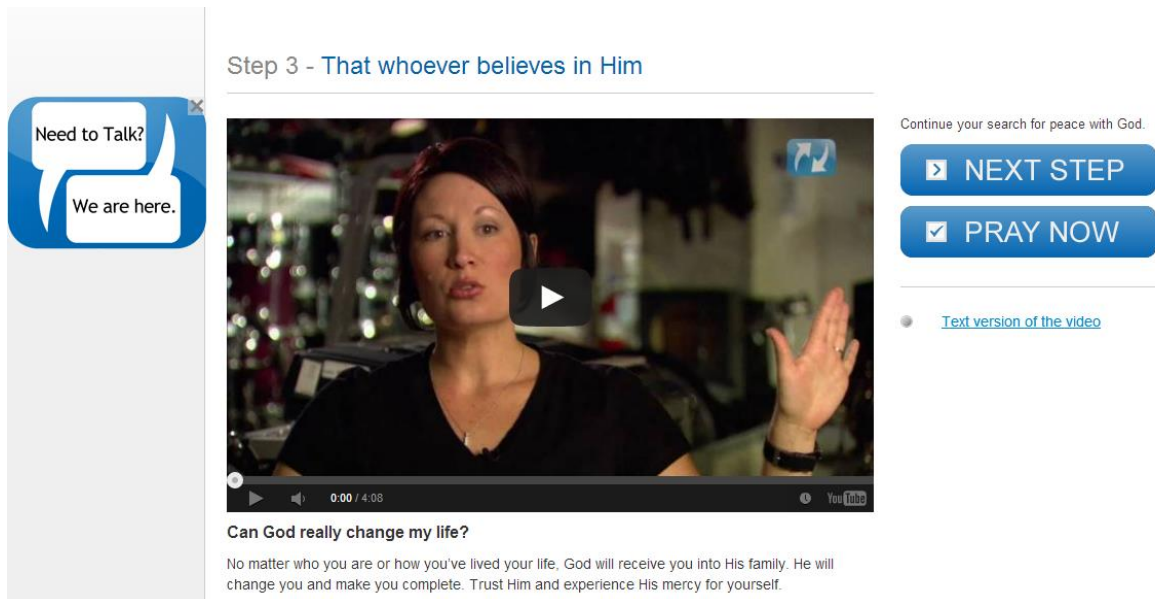 Step 3 - That whoever believes in Him
Need to Talk?
We are here.
Continue your search for peace with God.
NEXT STEP
PRAY NOW
Text version of the video
0:00 / 4:08
YouTube
Can God really change my life?
No matter who you are or how you've lived your life, God will receive you into His family. He will
change you and make you complete. Trust Him and experience His mercy for yourself.